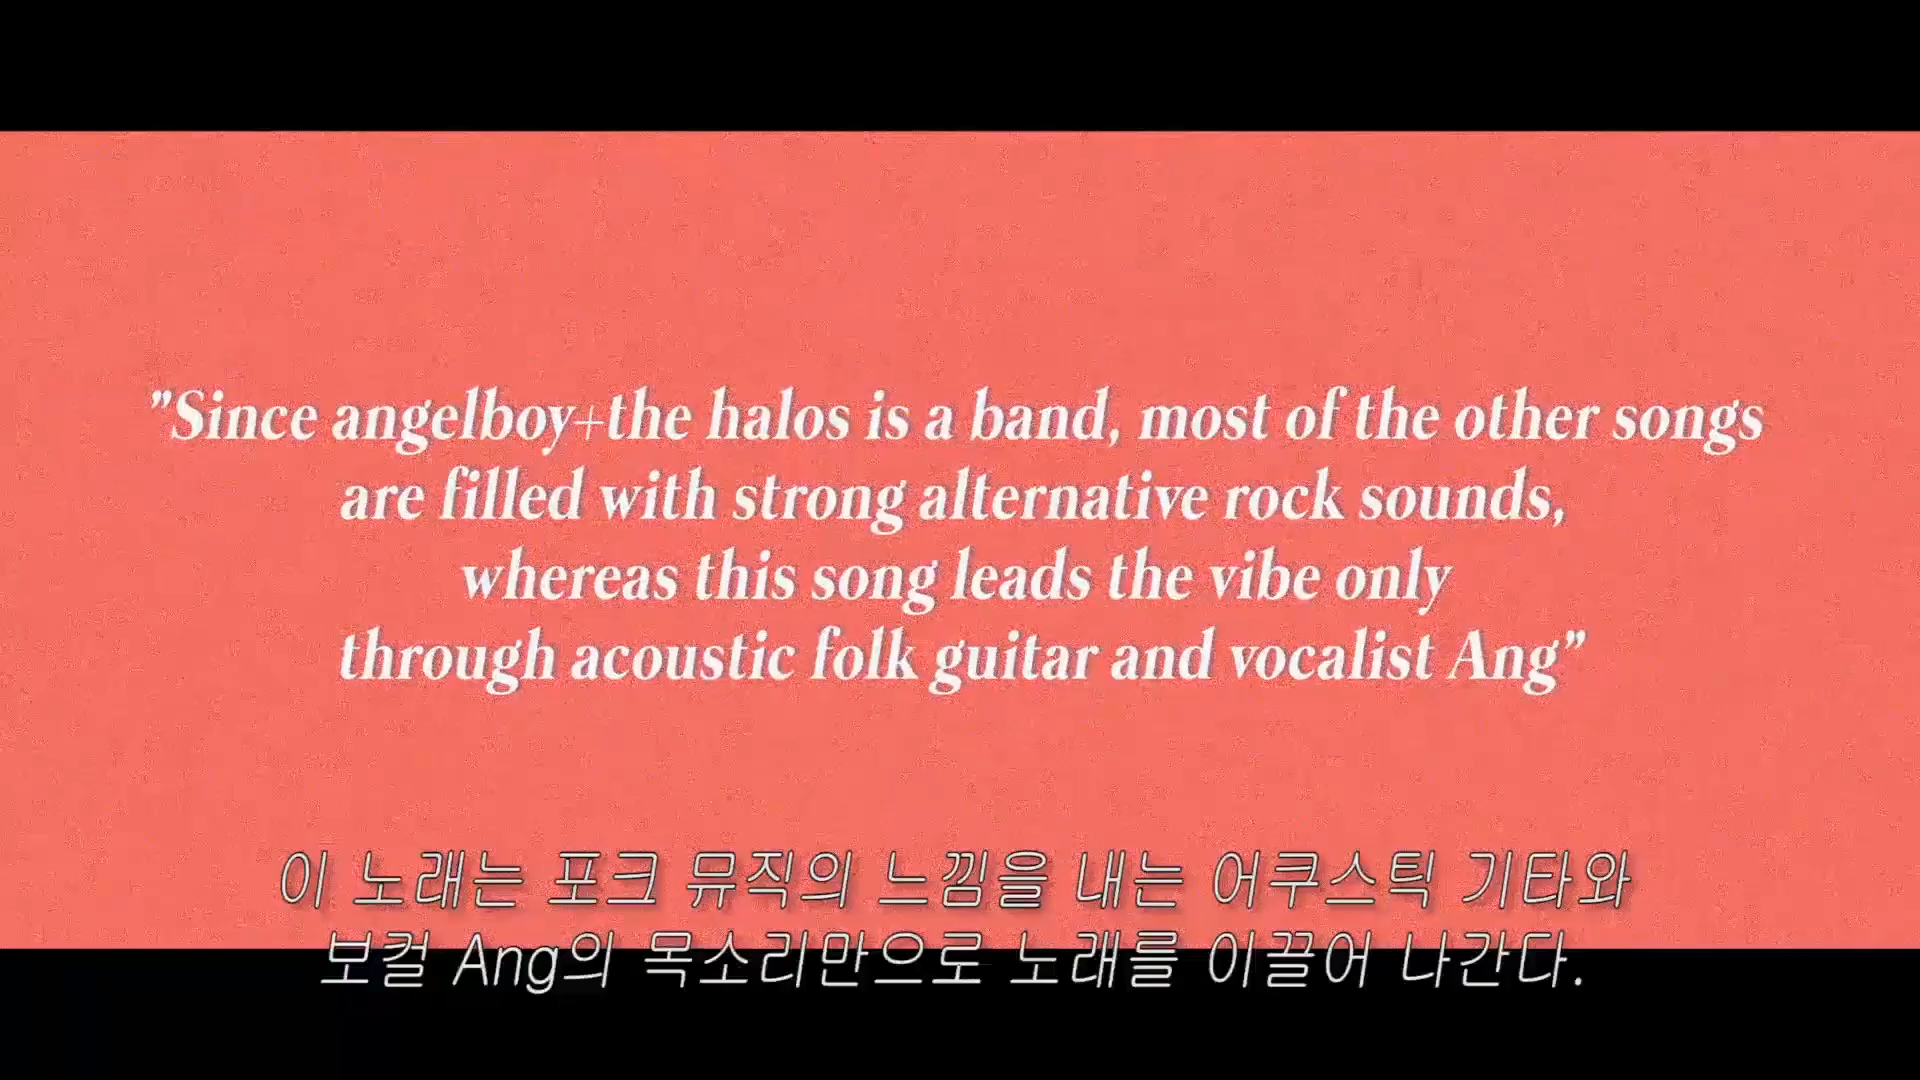 "Since angelboy+the halos is a band, most of the other songs
are filled with strong alternative rock sounds,
whereas this song leads the vibe only
through acoustic folk guitar and vocalist Ang"
이 노래는 포크 뮤직의 느낌을 내는 어쿠스틱 기타와
보컬 Ang의 목소리만으로 노래를 이끌어 나간다.